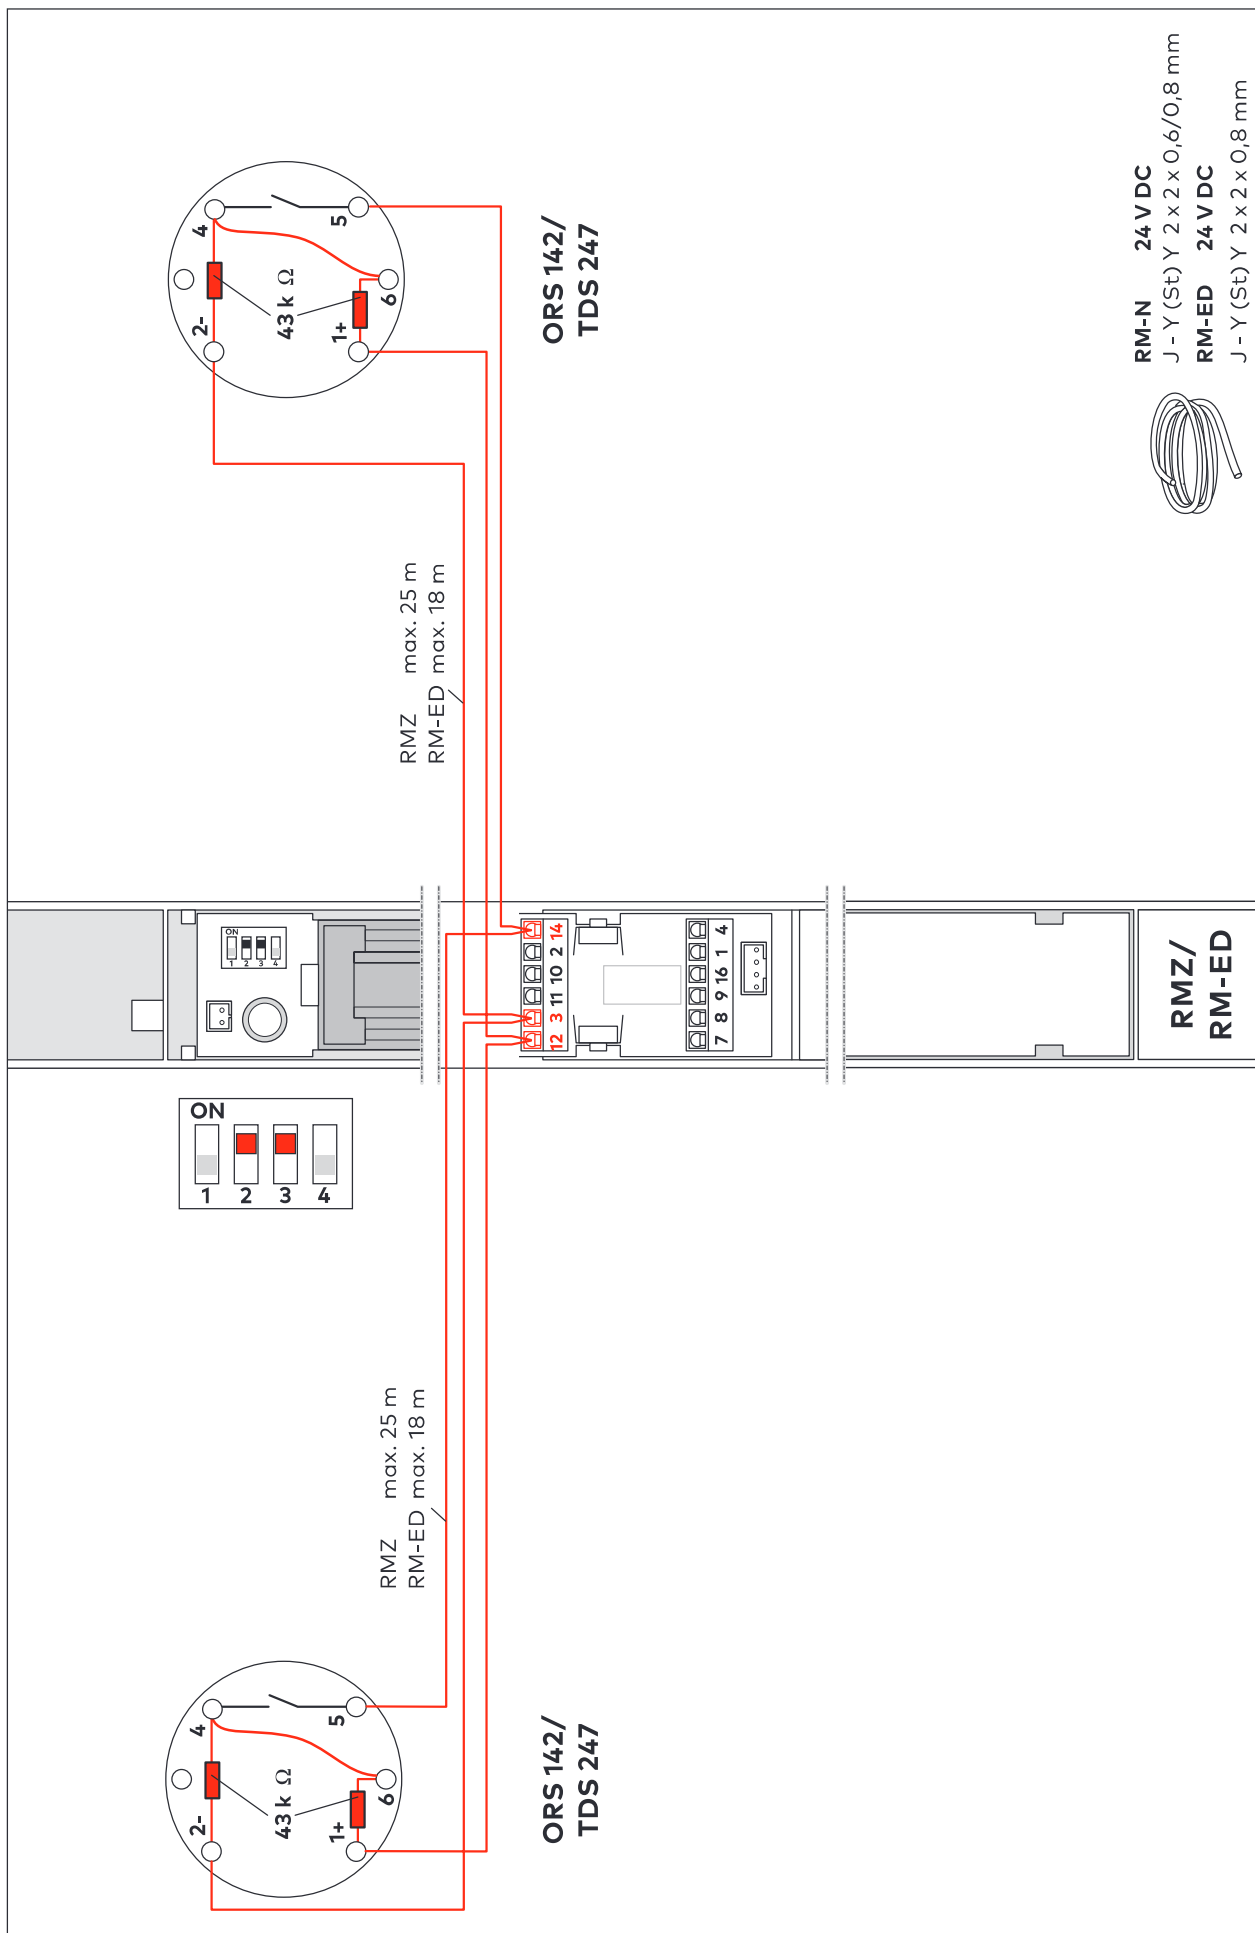 4
5
2-
43 k Ω
1+
6
ORS 142/
TDS 247
RM-N 24 V DC
J - Y (St) Y 2 x 2 x 0,6/0,8 mm
RM-ED 24 V DC
J - Y (St) Y 2 x 2 x 0,8 mm
RMZ max. 25 m
RM-ED max. 18 m
ON
1 2 3 4
12 3 11 10 2 14
7 8 9 16 1 4
RMZ/
RM-ED
ON
1 2 3 4
RMZ max. 25 m
RM-ED max. 18 m
4
5
2-
43 k Ω
1+
6
ORS 142/
TDS 247